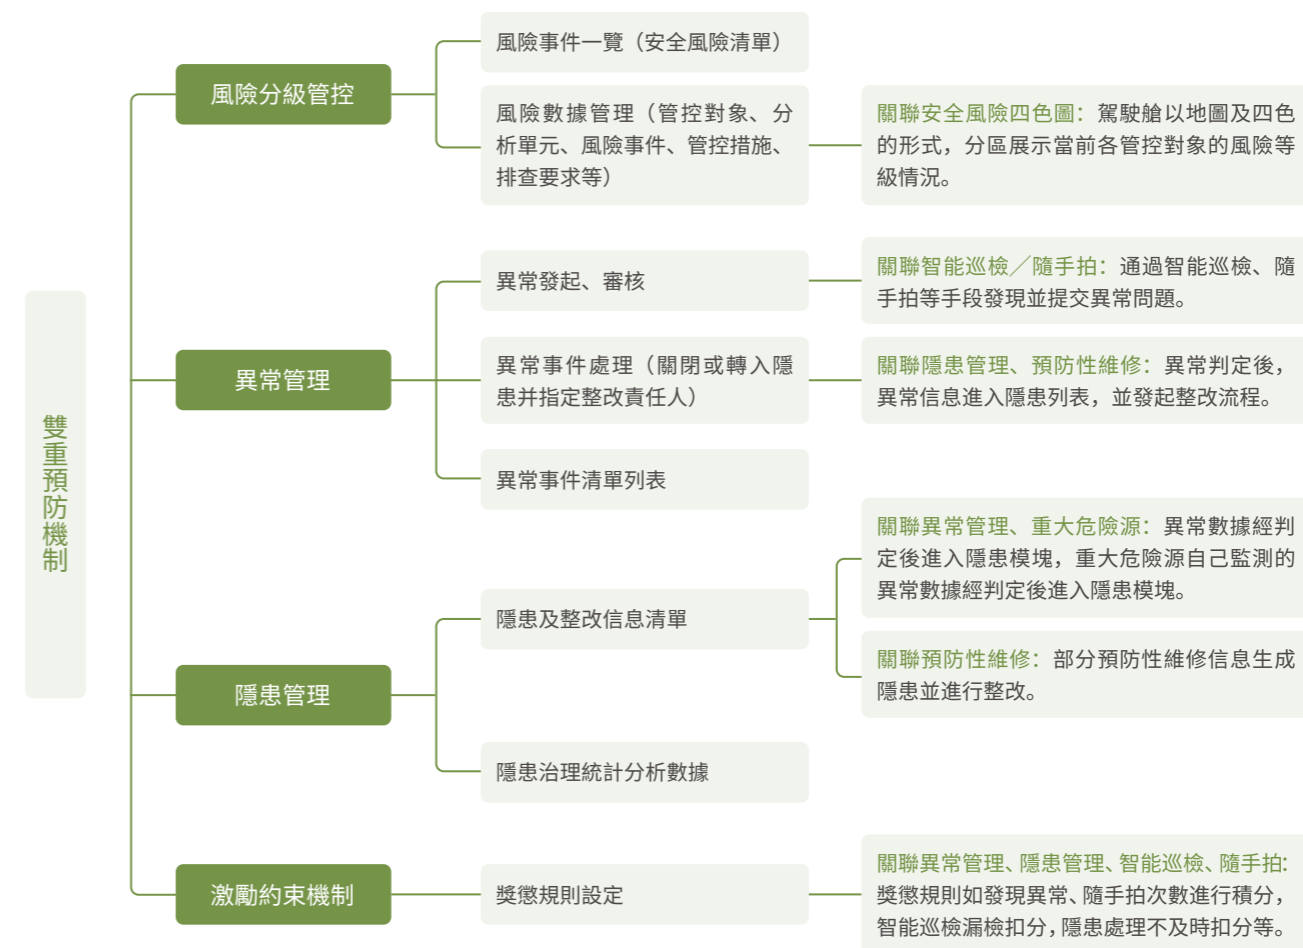 雙重預防機制
風險分級管控
風險事件一覽（安全風險清單）
風險數據管理（管控對象、分
析單元、風險事件、管控措施、
排查要求等）
關聯安全風險四色圖：駕駛艙以地圖及四色
的形式，分區展示當前各管控對象的風險等
級情況。
異常管理
異常發起、審核
關聯智能巡檢╱隨手拍：通過智能巡檢、隨
手拍等手段發現並提交異常問題。
異常事件處理（關閉或轉入隱
患并指定整改責任人）
關聯隱患管理、預防性維修：異常判定後，
異常信息進入隱患列表，並發起整改流程。
異常事件清單列表
隱患管理
隱患及整改信息清單
關聯異常管理、重大危險源：異常數據經判
定後進入隱患模塊，重大危險源自己監測的
異常數據經判定後進入隱患模塊。
關聯預防性維修：部分預防性維修信息生成
隱患並進行整改。
隱患治理統計分析數據
激勵約束機制
獎懲規則設定
關聯異常管理、隱患管理、智能巡檢、隨手拍：
獎懲規則如發現異常、隨手拍次數進行積分，
智能巡檢漏檢扣分，隱患處理不及時扣分等。